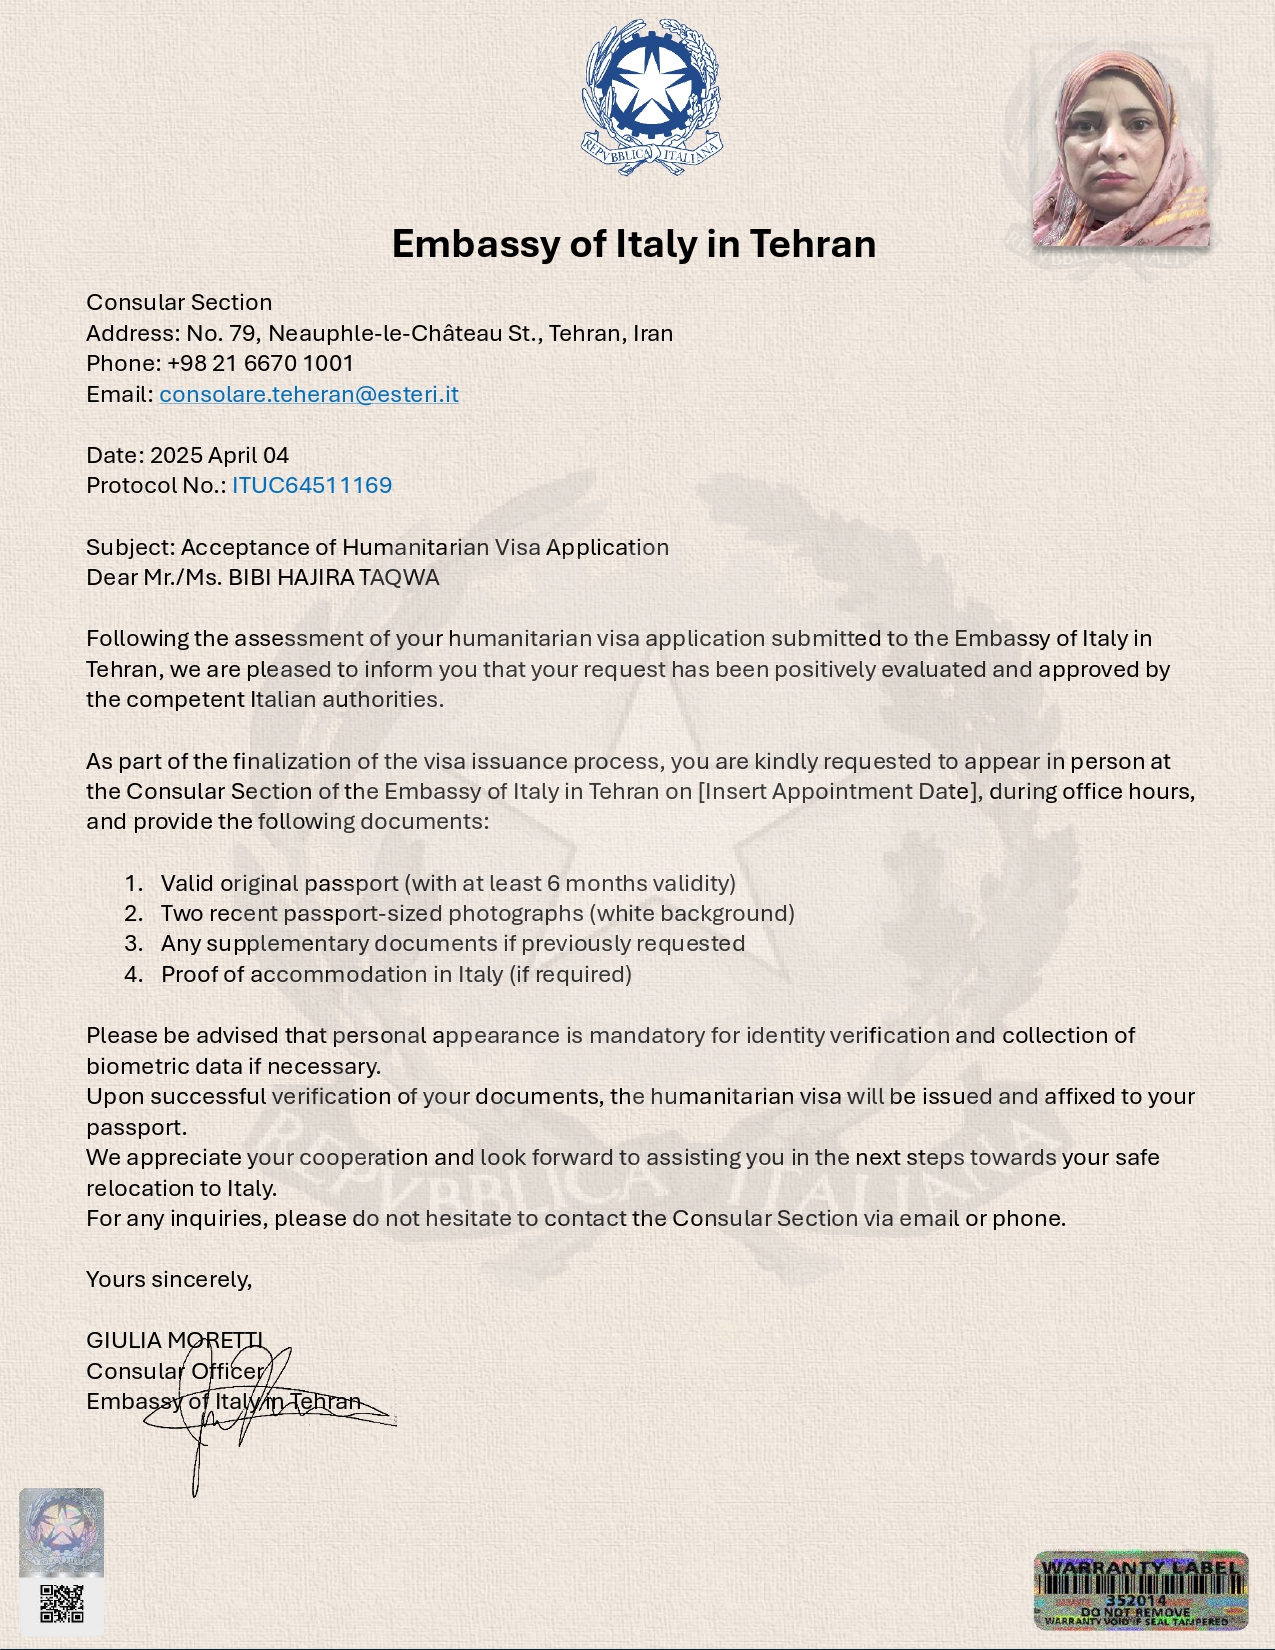 REPVBBLICA ITALIANA
Embassy of Italy in Tehran
Consular Section
Address: No. 79, Neauphle-le-Château St., Tehran, Iran
Phone: +98 21 6670 1001
Email: consolare.teheran@esteri.it
Date: 2025 April 04
Protocol No.: ITUC64511169
Subject: Acceptance of Humanitarian Visa Application
Dear Mr./Ms. BIBI HAJIRA TAQWA
Following the assessment of your humanitarian visa application submitted to the Embassy of Italy in
Tehran, we are pleased to inform you that your request has been positively evaluated and approved by
the competent Italian authorities.
As part of the finalization of the visa issuance process, you are kindly requested to appear in person at
the Consular Section of the Embassy of Italy in Tehran on [Insert Appointment Date], during office hours,
and provide the following documents:
1. Valid original passport (with at least 6 months validity)
2. Two recent passport-sized photographs (white background)
3. Any supplementary documents if previously requested
4. Proof of accommodation in Italy (if required)
Please be advised that personal appearance is mandatory for identity verification and collection of
biometric data if necessary.
Upon successful verification of your documents, the humanitarian visa will be issued and affixed to your
passport.
REPVBBLICA ITALIANA
We appreciate your cooperation and look forward to assisting you in the next steps towards your safe
relocation to Italy.
For any inquiries, please do not hesitate to contact the Consular Section via email or phone.
Yours sincerely,
GIULIA MORETTI
Consular Officer
Embassy of Italy in Tehran
WARRANTY LABEL
352014
DO NOT REMOVE
WARRANTY VOID IF SEAL TAMPERED